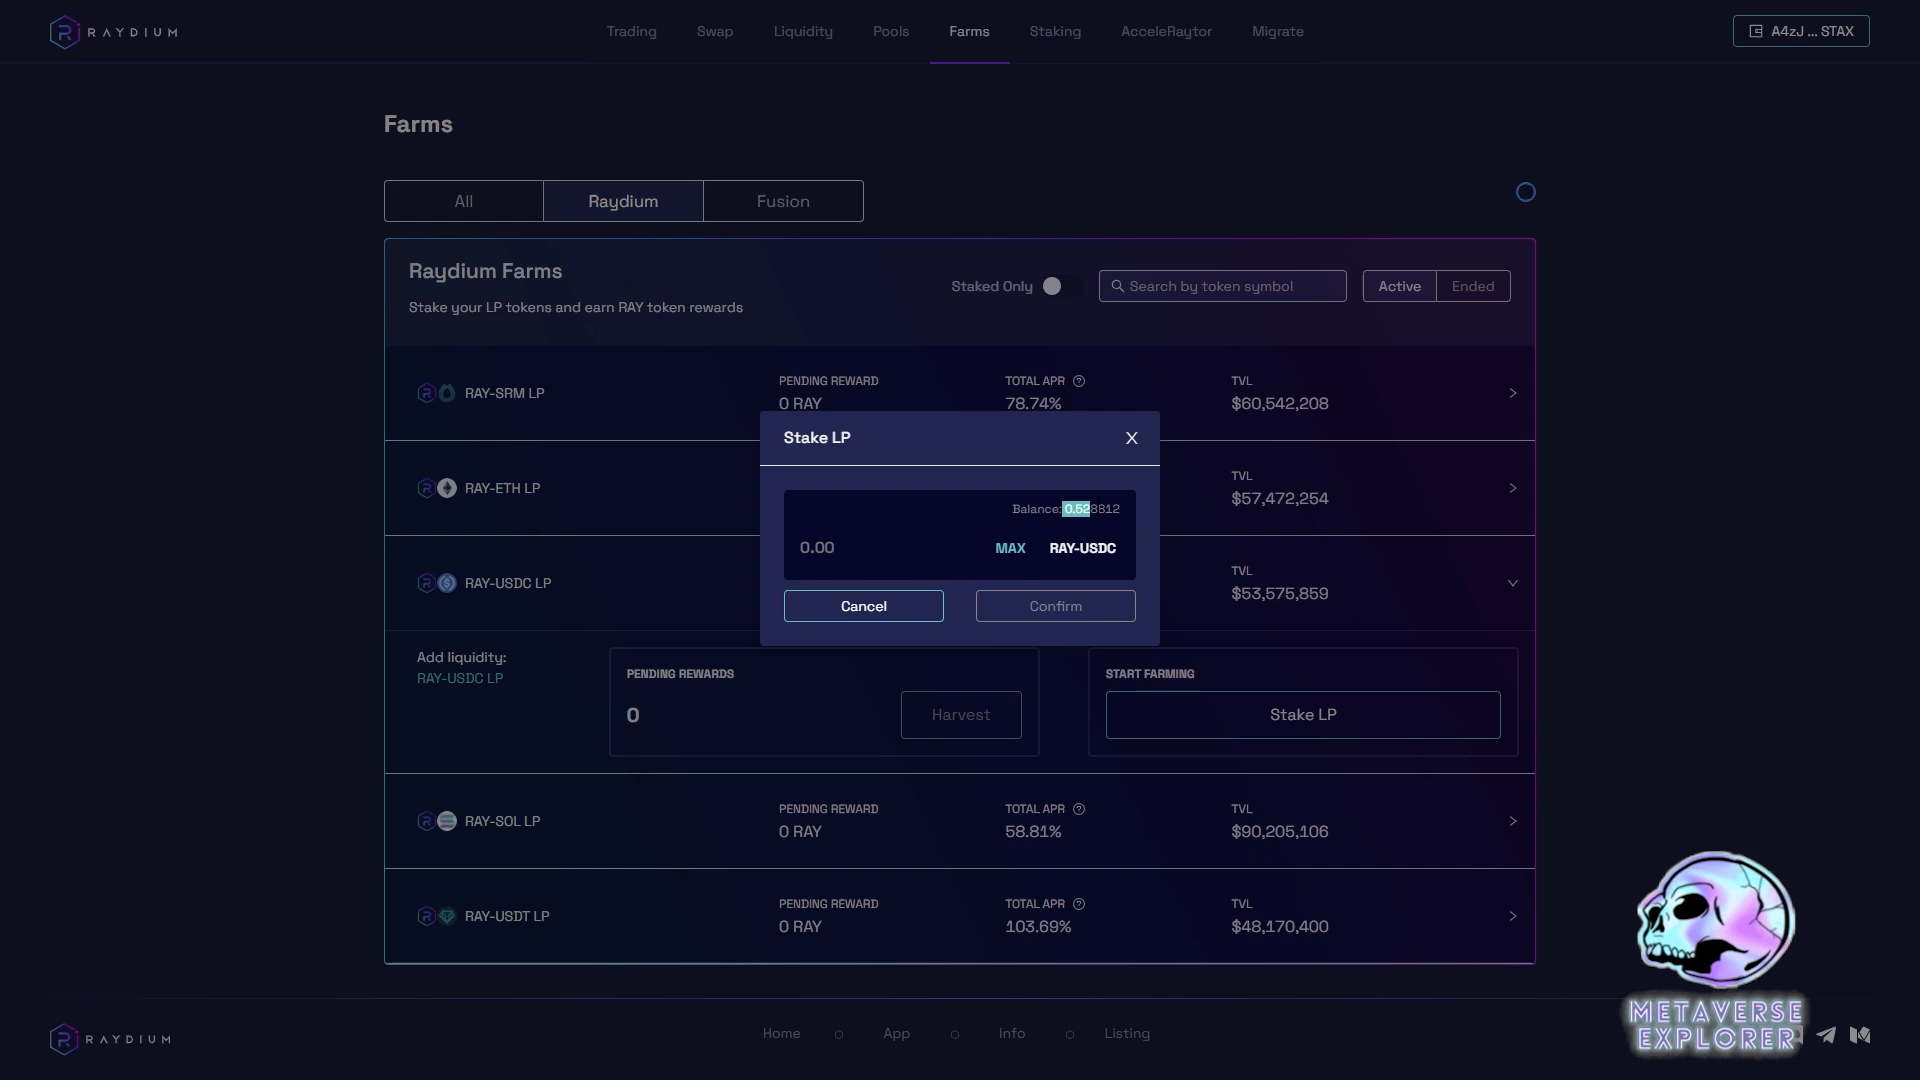 RAYDIUM
Trading Swap Liquidity Pools Farms Staking AcceleRaytor Migrate
A4zJ ... STAX
Farms
All Raydium Fusion
Raydium Farms
Stake your LP tokens and earn RAY token rewards
Staked Only
Search by token symbol
Active Ended
RAY-SRM LP
PENDING REWARD
0 RAY
TOTAL APR
78.74%
TVL
$60,542,208
RAY-ETH LP
TVL
$57,472,254
RAY-USDC LP
TVL
$53,575,859
Stake LP
X
Balance: 0.528812
0.00 MAX RAY-USDC
Cancel Confirm
Add liquidity:
RAY-USDC LP
PENDING REWARDS
0 Harvest
START FARMING
Stake LP
RAY-SOL LP
PENDING REWARD
0 RAY
TOTAL APR
58.81%
TVL
$90,205,106
RAY-USDT LP
PENDING REWARD
0 RAY
TOTAL APR
103.69%
TVL
$48,170,400
METAVERSE
EXPLORER
RAYDIUM
Home App Info Listing